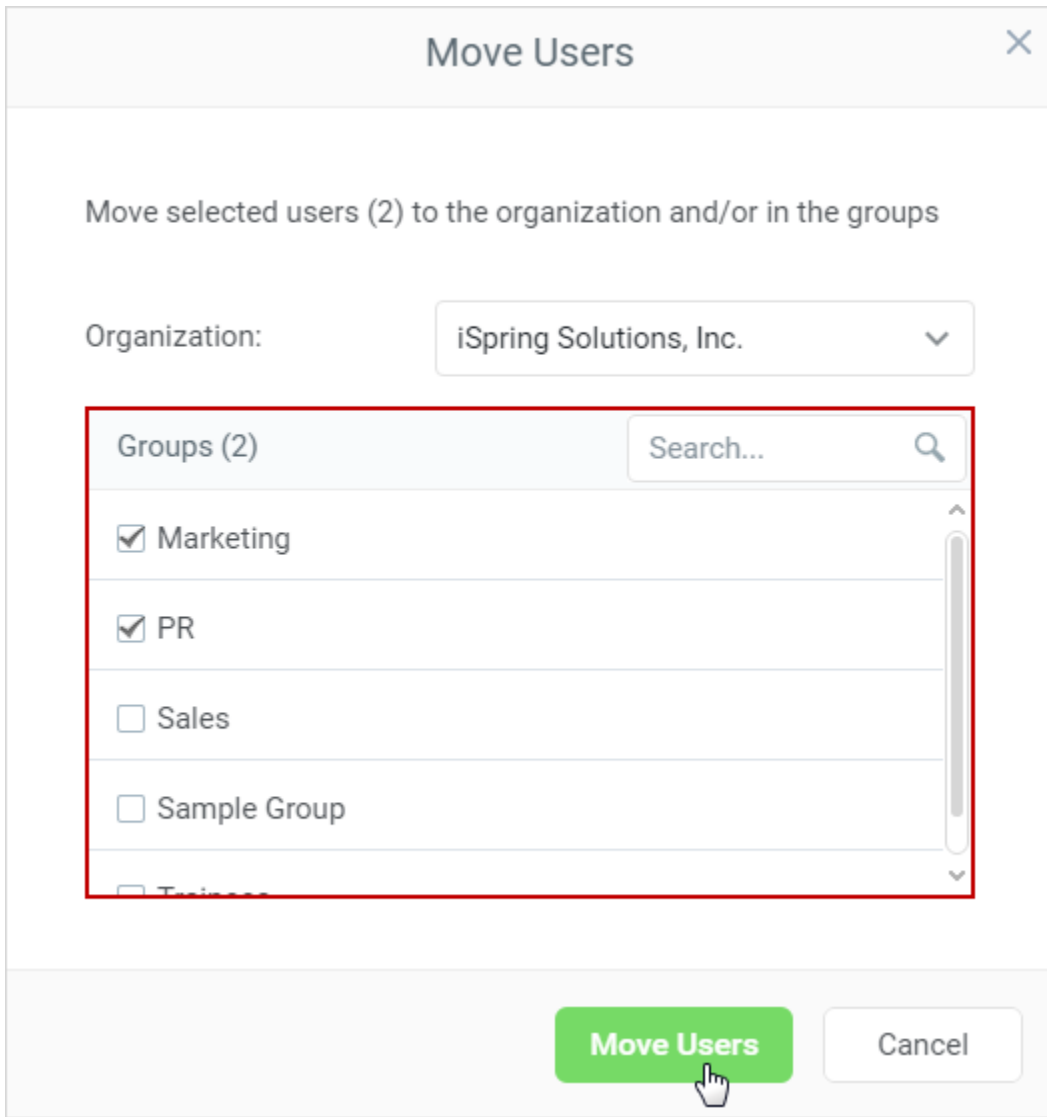 Move Users
Move selected users (2) to the organization and/or in the groups
Organization:
iSpring Solutions, Inc.
Groups (2)
Search...
Marketing
PR
Sales
Sample Group
Move Users
Cancel